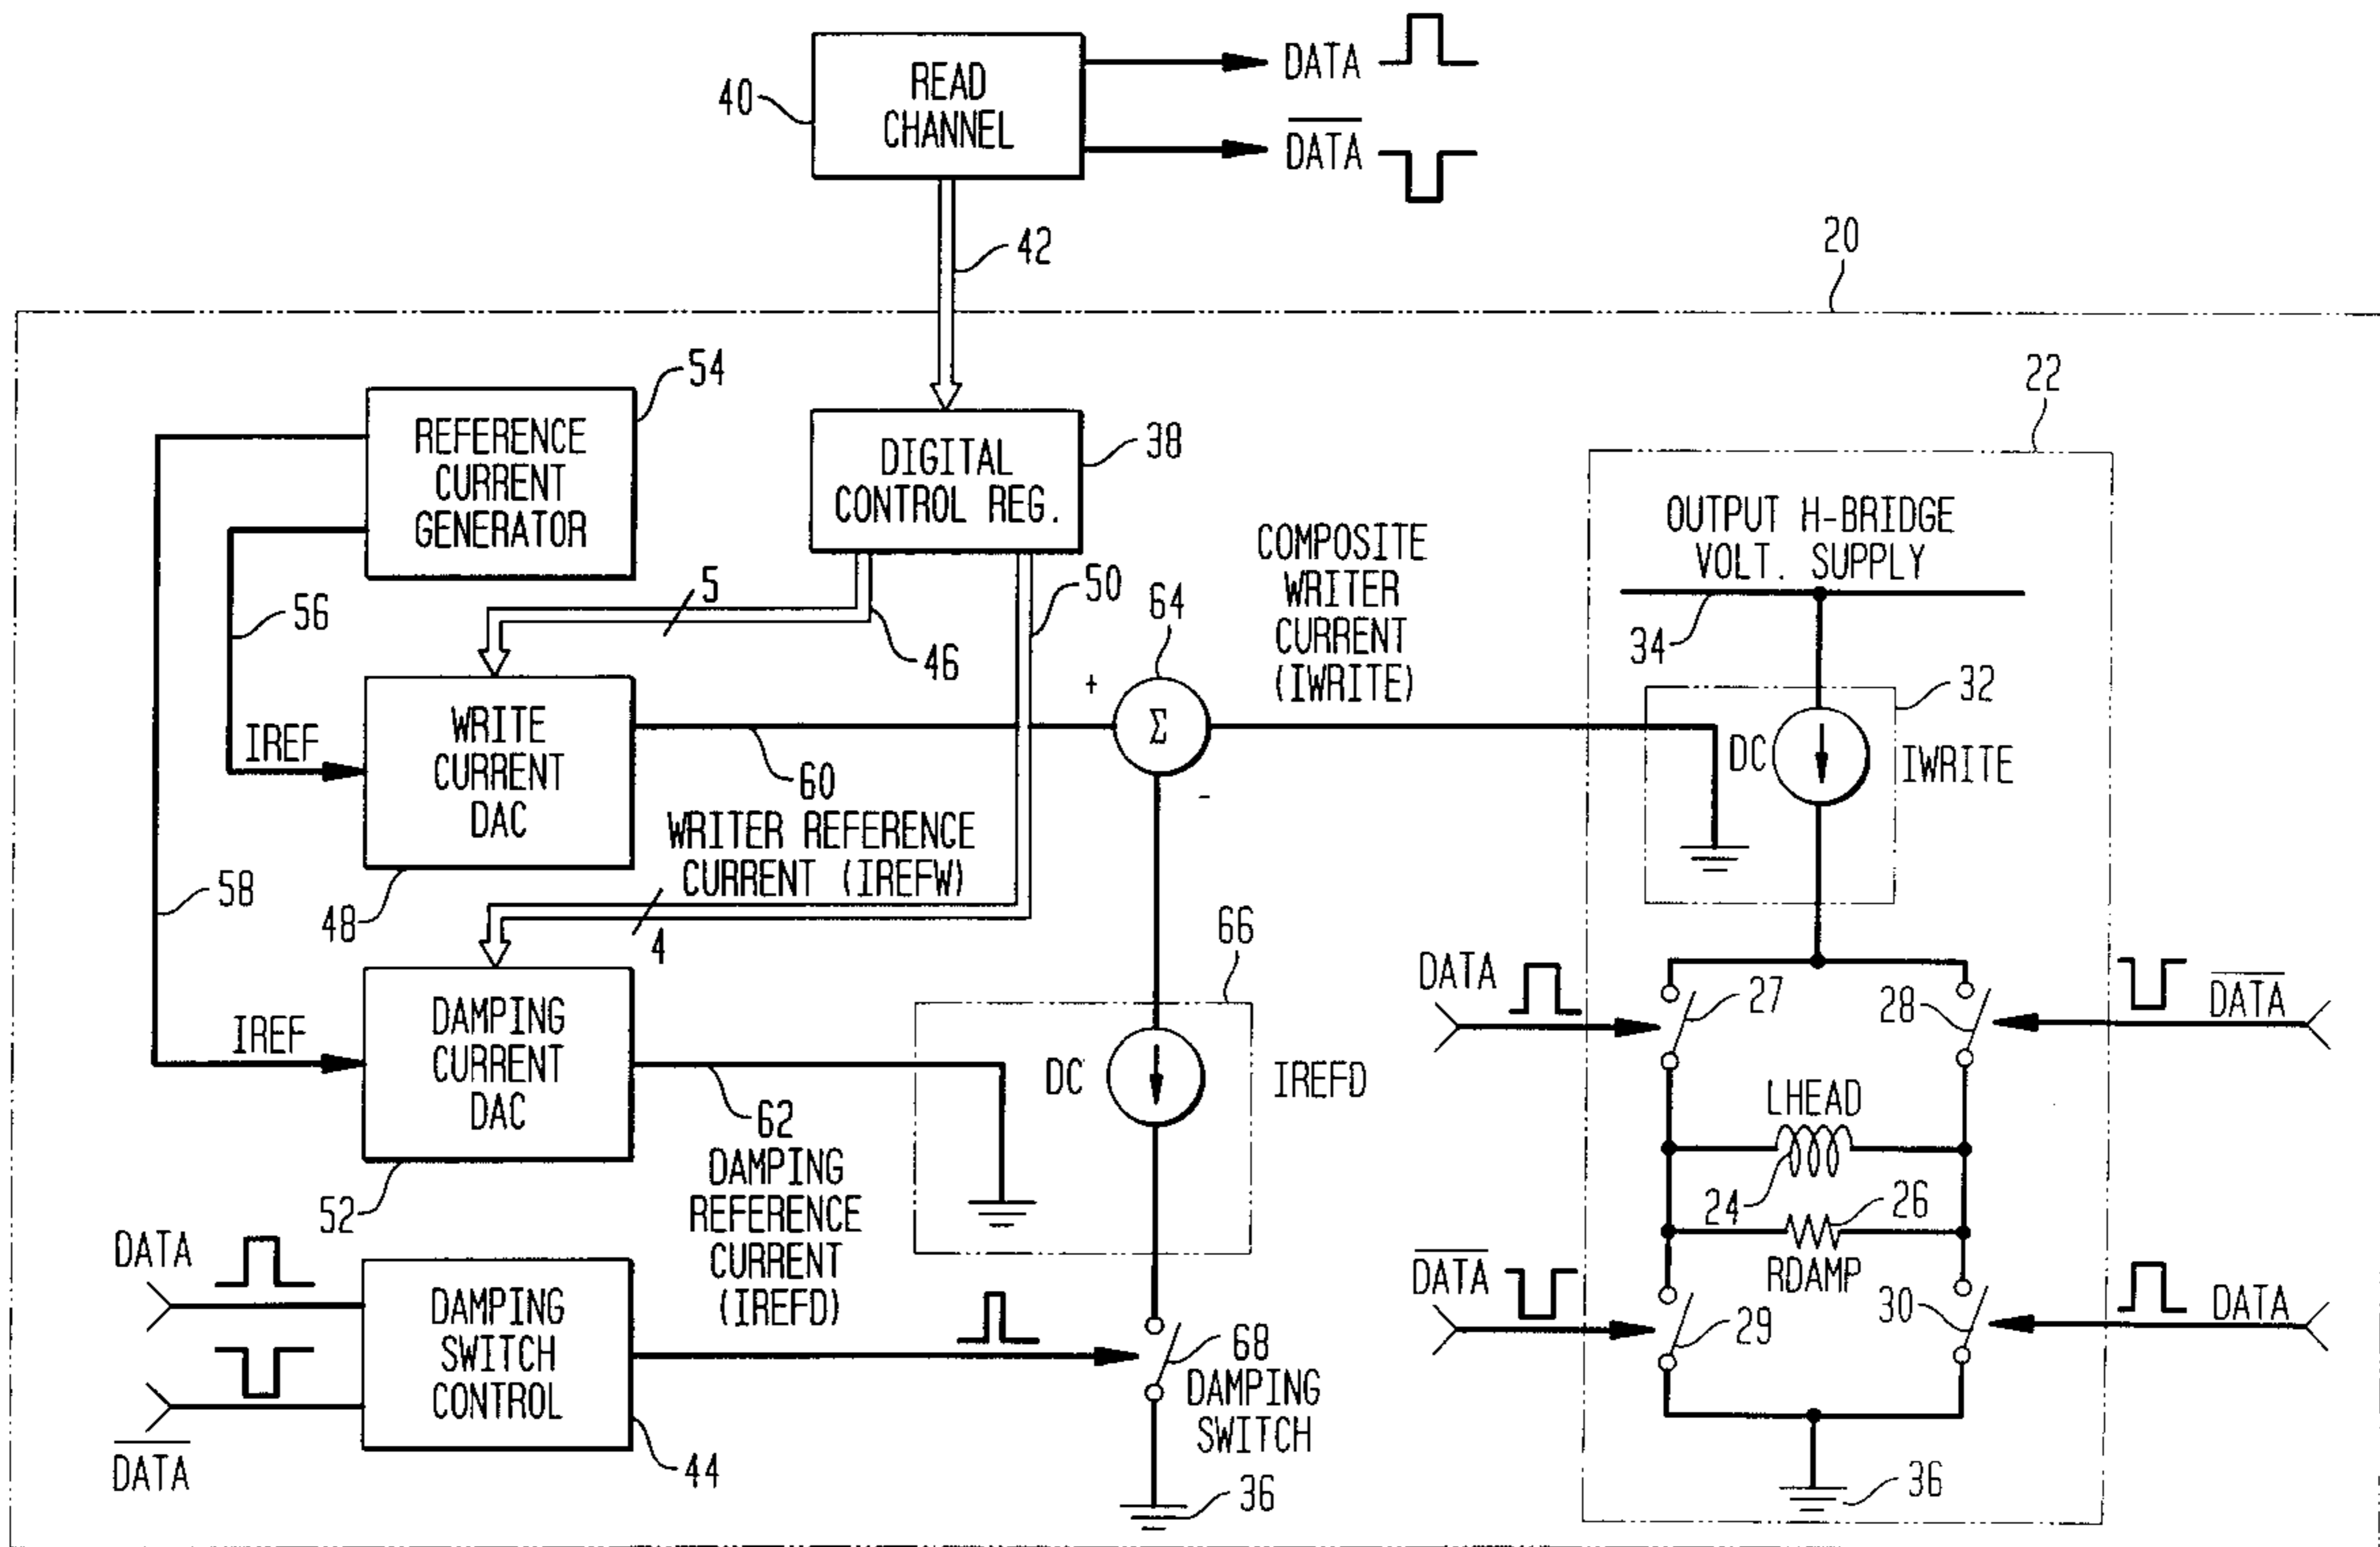 READ
CHANNEL
40
DATA
DATA
42
20
REFERENCE
CURRENT
GENERATOR
54
DIGITAL
CONTROL REG.
38
22
OUTPUT H-BRIDGE
VOLT. SUPPLY
34
COMPOSITE
WRITER
CURRENT
(IWRITE)
5
50
46
56
64
+
Σ
-
32
DC
IWRITE
IREF
WRITE
CURRENT
DAC
48
60
WRITER REFERENCE
CURRENT (IREFW)
58
4
66
IREF
DAMPING
CURRENT
DAC
52
62
DAMPING
REFERENCE
CURRENT
(IREFD)
DC
IREFD
DATA
27
28
DATA
LHEAD
24
26
RDAMP
DATA
29
30
DATA
DATA
DATA
DAMPING
SWITCH
CONTROL
44
68
DAMPING
SWITCH
36
36